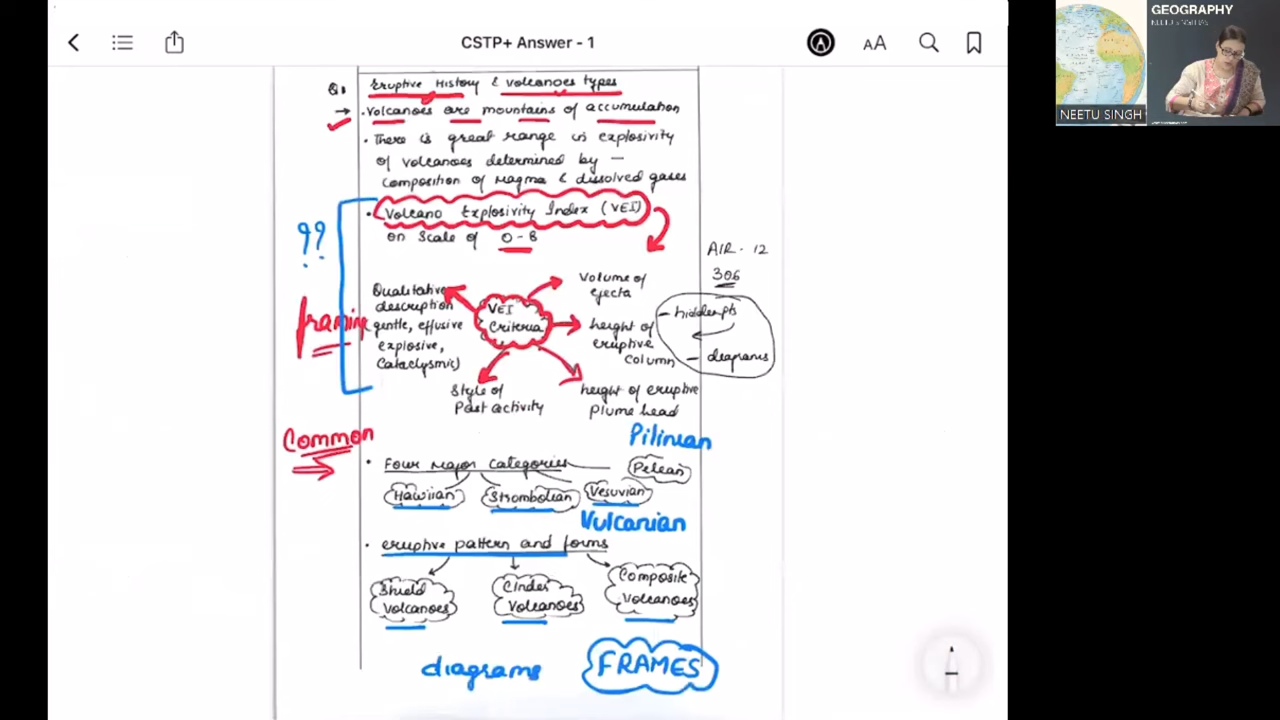 CSTP+ Answer - 1
AA
GEOGRAPHY
NEETU SINGH
Q1 Eruptive History & volcanoes types
→ • Volcanoes are mountains of accumulation
• There is great range in explosivity
of volcanoes determined by —
composition of magma & dissolved gases
• Volcano Explosivity Index (VEI)
on scale of 0-8
??
framing
AIR - 12
306
- hidden pts
- diagrams
VEI
Criteria
Volume of
ejecta
height of
eruptive
column
height of eruptive
plume head
Style of
Past activity
Qualitative
description
gentle, effusive
explosive,
Cataclysmic)
Common
Pilinian
• Four major categories
Pelean
Hawiian
Strombolian
Vesuvian
Vulcanian
• eruptive pattern and forms
Shield
Volcanoes
Cinder
Volcanoes
Composite
Volcanoes
diagrams
FRAMES